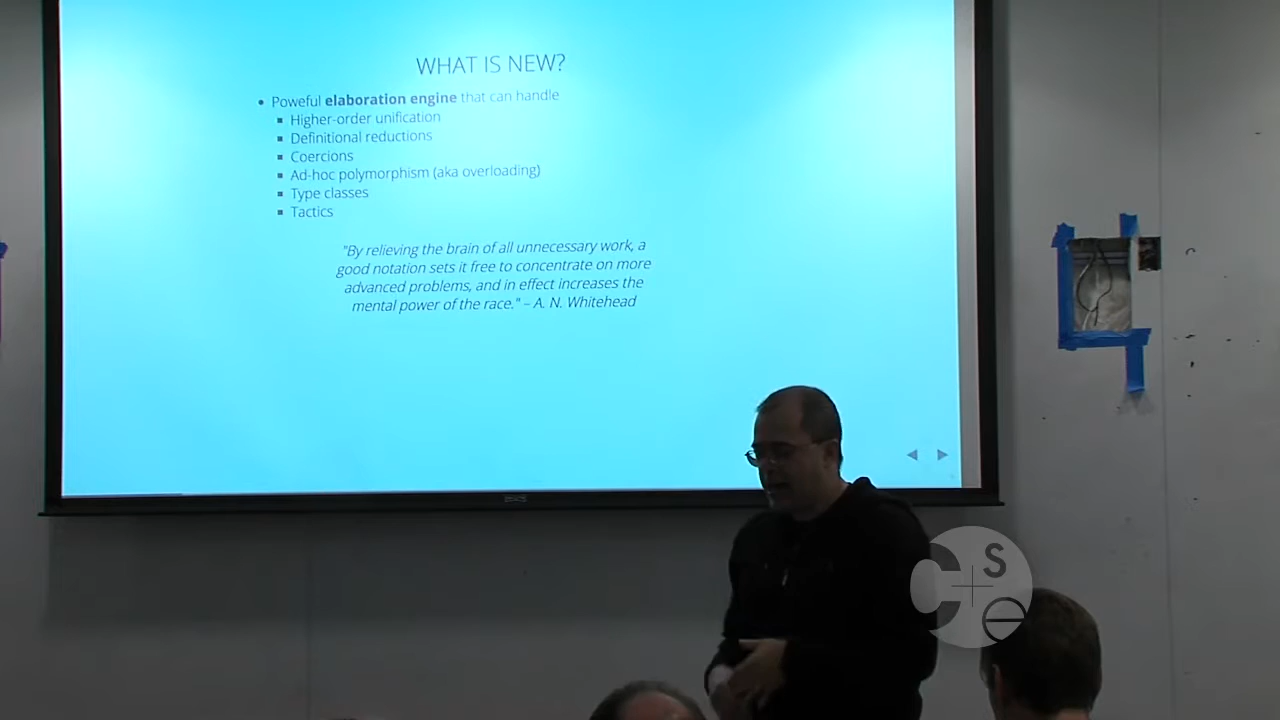 WHAT IS NEW?
• Poweful elaboration engine that can handle
▪ Higher-order unification
▪ Definitional reductions
▪ Coercions
▪ Ad-hoc polymorphism (aka overloading)
▪ Type classes
▪ Tactics
"By relieving the brain of all unnecessary work, a
good notation sets it free to concentrate on more
advanced problems, and in effect increases the
mental power of the race." – A. N. Whitehead
C+se